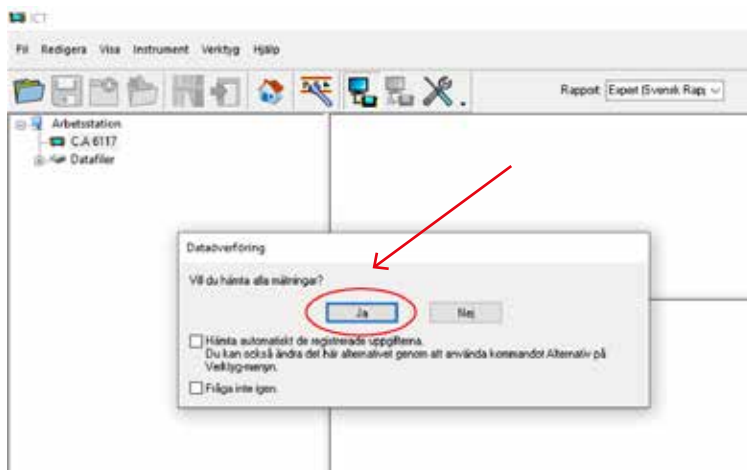 ICT
Fil Redigera Visa Instrument Verktyg Hjälp
Rapport: Expert (Svensk Rap
Arbetsstation
C.A 6117
Datafiler
Dataöverföring
Vill du hämta alla mätningar?
Ja Nej
Hämta automatiskt de registrerade uppgifterna.
Du kan också ändra det här alternativet genom att använda kommandot Alternativ på
Verktyg-menyn.
Fråga inte igen.